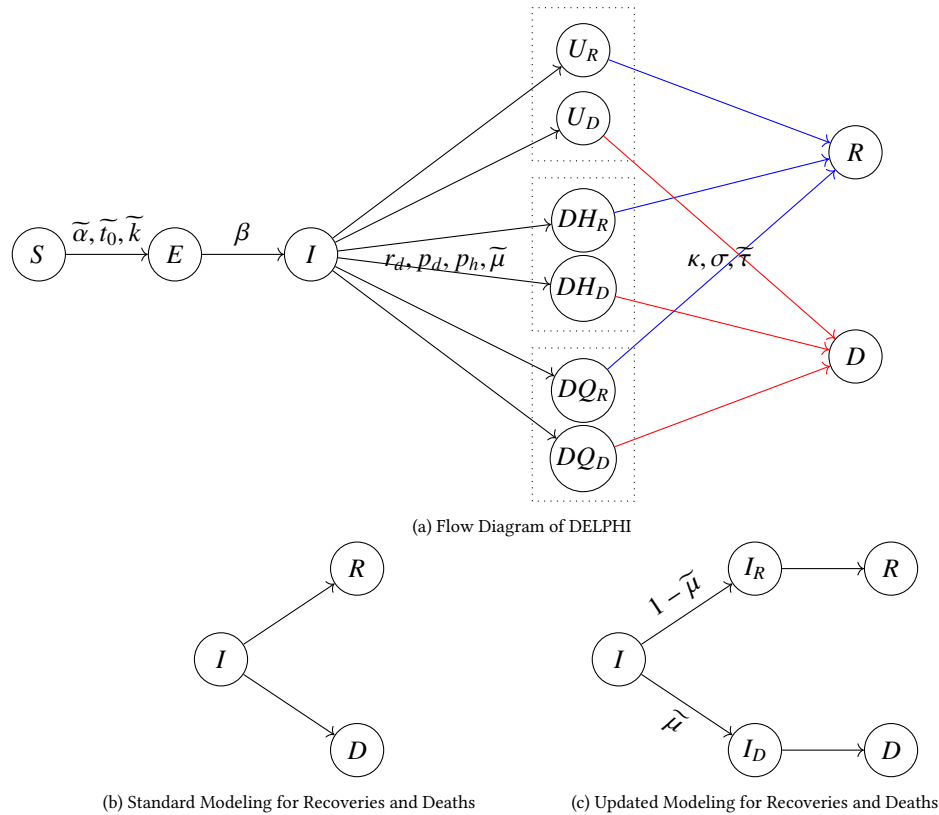 U_R
U_D
R
DH_R
S
α̃, t̃_0, k̃
E
β
I
r_d, p_d, p_h, μ̃
DH_D
κ, σ, τ̃
D
DQ_R
DQ_D
(a) Flow Diagram of DELPHI
R
I
D
(b) Standard Modeling for Recoveries and Deaths
I_R
R
1 − μ̃
I
μ̃
I_D
D
(c) Updated Modeling for Recoveries and Deaths